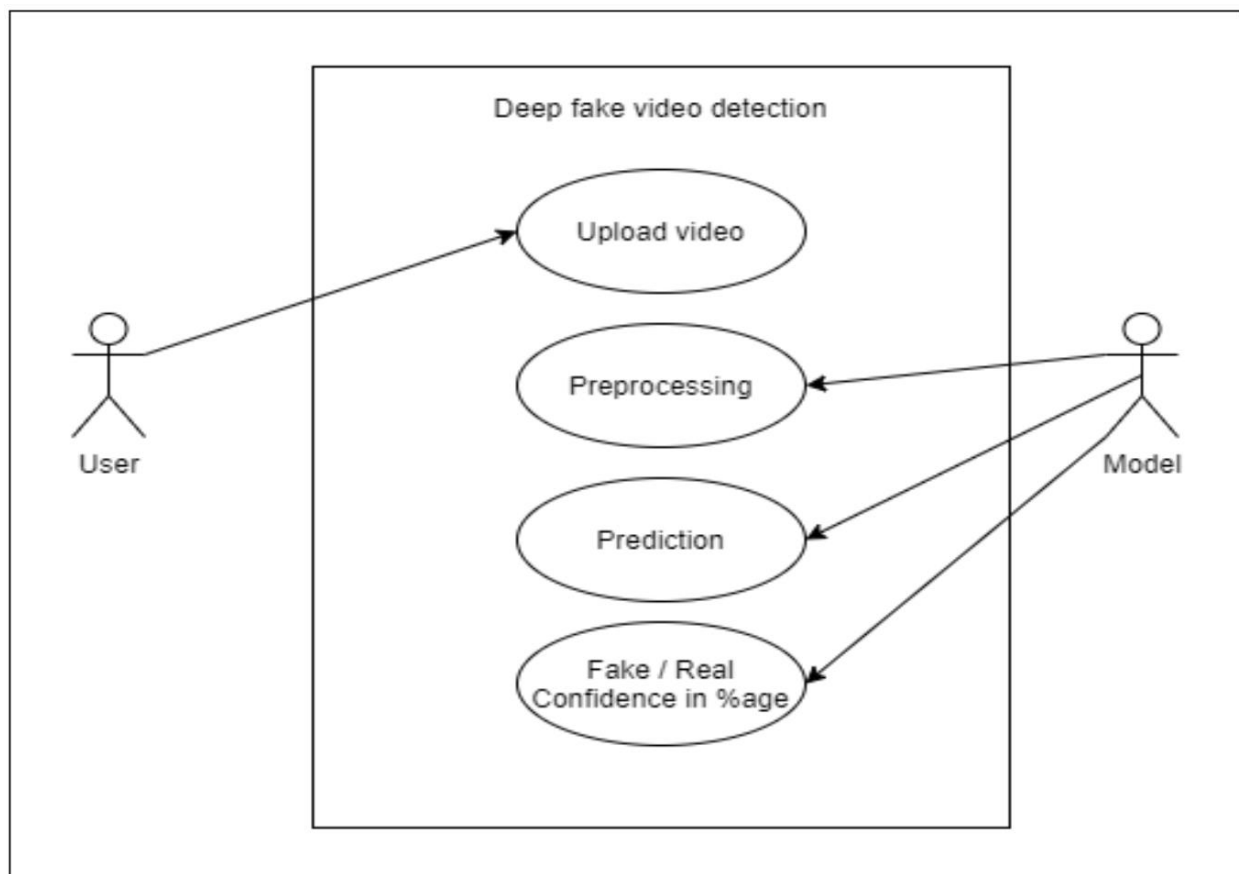 Deep fake video detection
Upload video
Preprocessing
User
Model
Prediction
Fake / Real
Confidence in %age